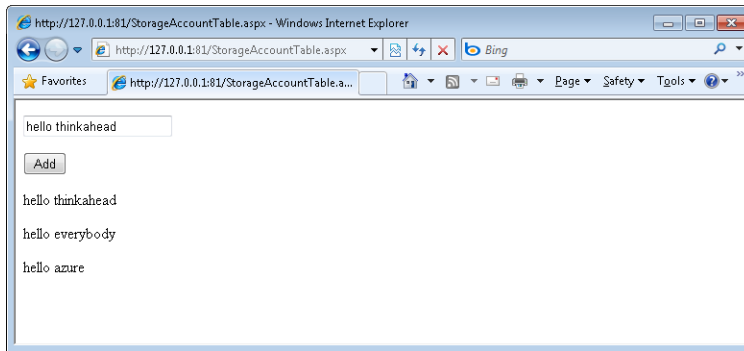 http://127.0.0.1:81/StorageAccountTable.aspx - Windows Internet Explorer
http://127.0.0.1:81/StorageAccountTable.aspx
Bing
Favorites
http://127.0.0.1:81/StorageAccountTable.a...
Page
Safety
Tools
hello thinkahead
Add
hello thinkahead
hello everybody
hello azure